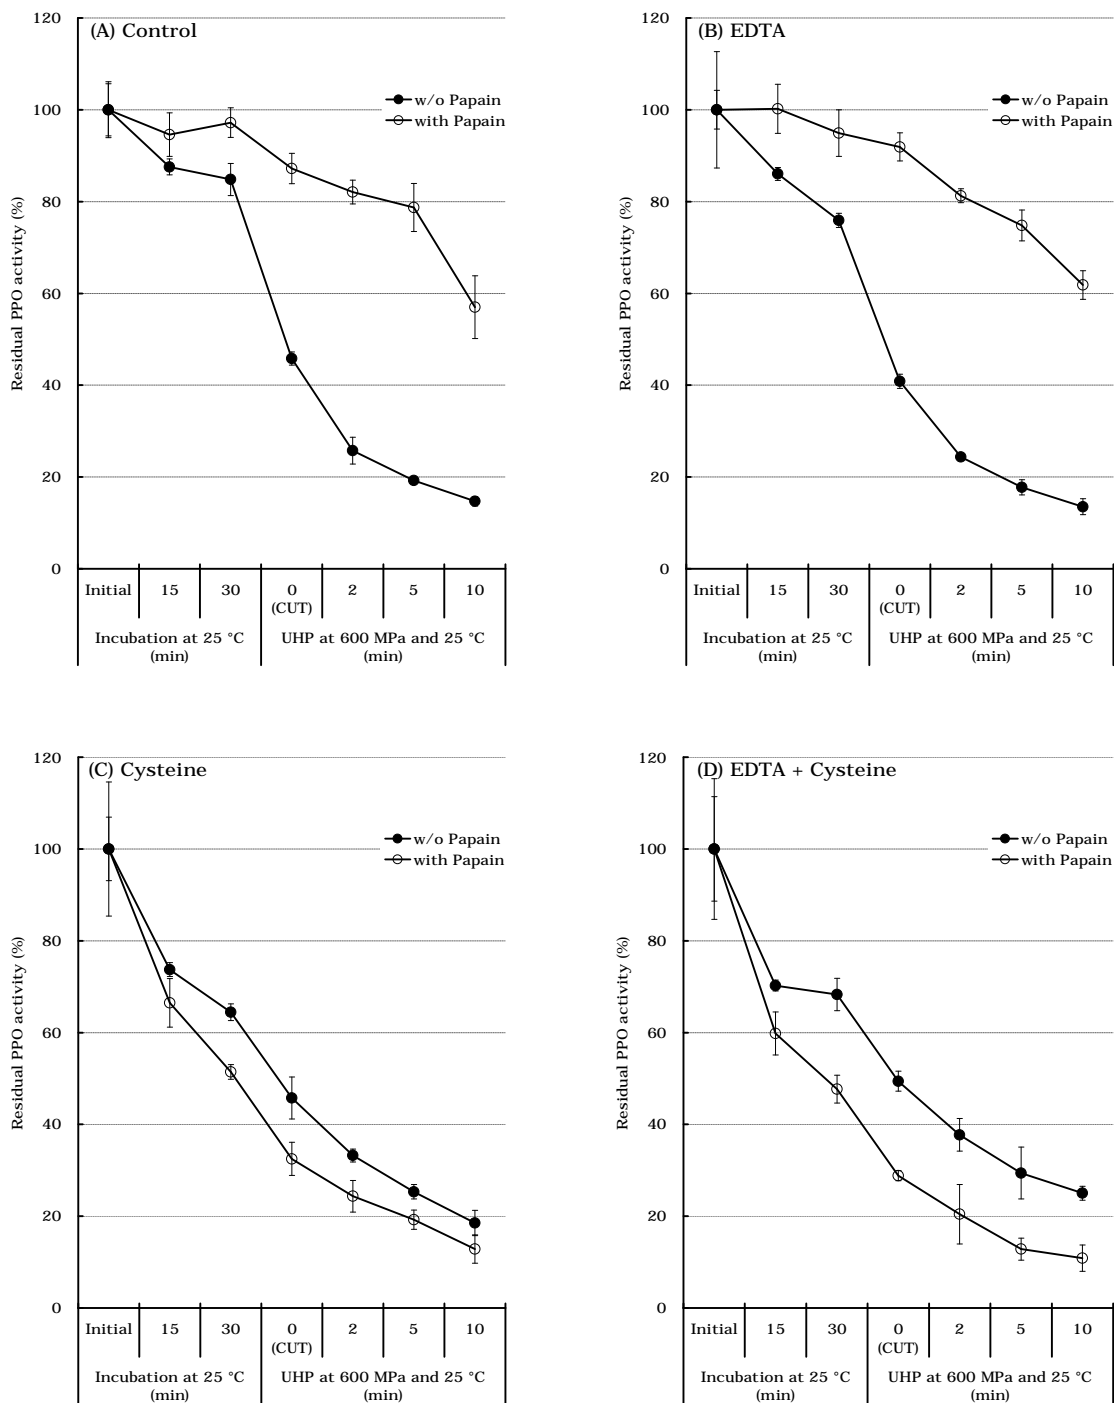 (A) Control
120
100
80
60
40
20
0
Residual PPO activity (%)
w/o Papain
with Papain
Initial 15 30 0 2 5 10
(CUT)
Incubation at 25 °C UHP at 600 MPa and 25 °C
(min) (min)
(B) EDTA
120
100
80
60
40
20
0
Residual PPO activity (%)
w/o Papain
with Papain
Initial 15 30 0 2 5 10
(CUT)
Incubation at 25 °C UHP at 600 MPa and 25 °C
(min) (min)
(C) Cysteine
120
100
80
60
40
20
0
Residual PPO activity (%)
w/o Papain
with Papain
Initial 15 30 0 2 5 10
(CUT)
Incubation at 25 °C UHP at 600 MPa and 25 °C
(min) (min)
(D) EDTA + Cysteine
120
100
80
60
40
20
0
Residual PPO activity (%)
w/o Papain
with Papain
Initial 15 30 0 2 5 10
(CUT)
Incubation at 25 °C UHP at 600 MPa and 25 °C
(min) (min)